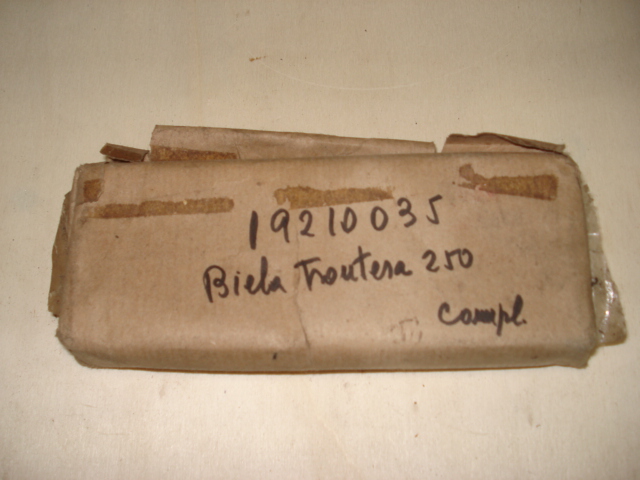 19210035
Biela Frontera 250
compl.